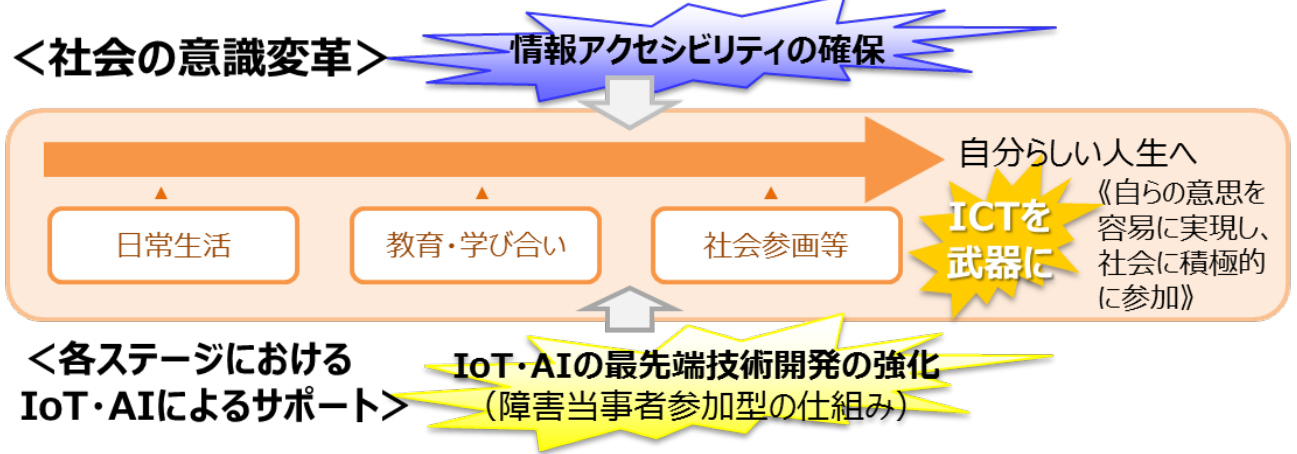 <社会の意識変革>
情報アクセシビリティの確保
自分らしい人生へ
日常生活
教育・学び合い
社会参画等
ICTを
武器に
《自らの意思を
容易に実現し、
社会に積極的
に参加》
<各ステージにおける
IoT・AIによるサポート>
IoT・AIの最先端技術開発の強化
(障害当事者参加型の仕組み)